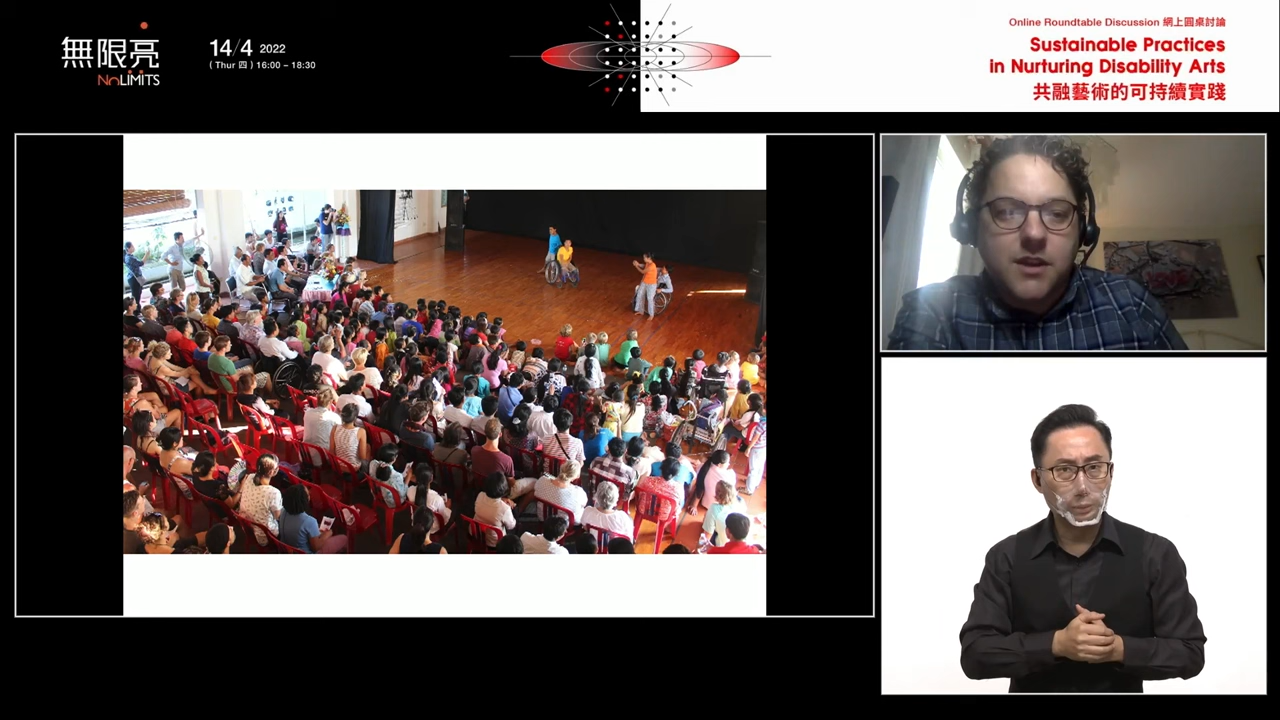 無限亮
NoLIMITS
14/4 2022
( Thur 四 ) 16:00 – 18:30
Online Roundtable Discussion 網上圓桌討論
Sustainable Practices
in Nurturing Disability Arts
共融藝術的可持續實踐